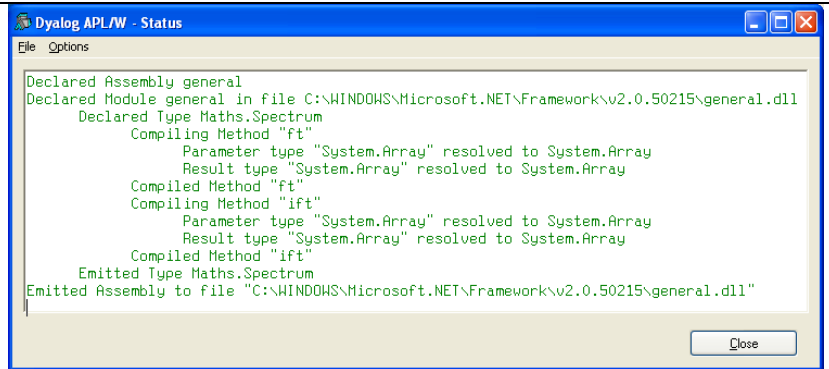 Dyalog APL/W - Status
File Options
Declared Assembly general
Declared Module general in file C:\WINDOWS\Microsoft.NET\Framework\v2.0.50215\general.dll
Declared Type Maths.Spectrum
Compiling Method "ft"
Parameter type "System.Array" resolved to System.Array
Result type "System.Array" resolved to System.Array
Compiled Method "ft"
Compiling Method "ift"
Parameter type "System.Array" resolved to System.Array
Result type "System.Array" resolved to System.Array
Compiled Method "ift"
Emitted Type Maths.Spectrum
Emitted Assembly to file "C:\WINDOWS\Microsoft.NET\Framework\v2.0.50215\general.dll"
Close